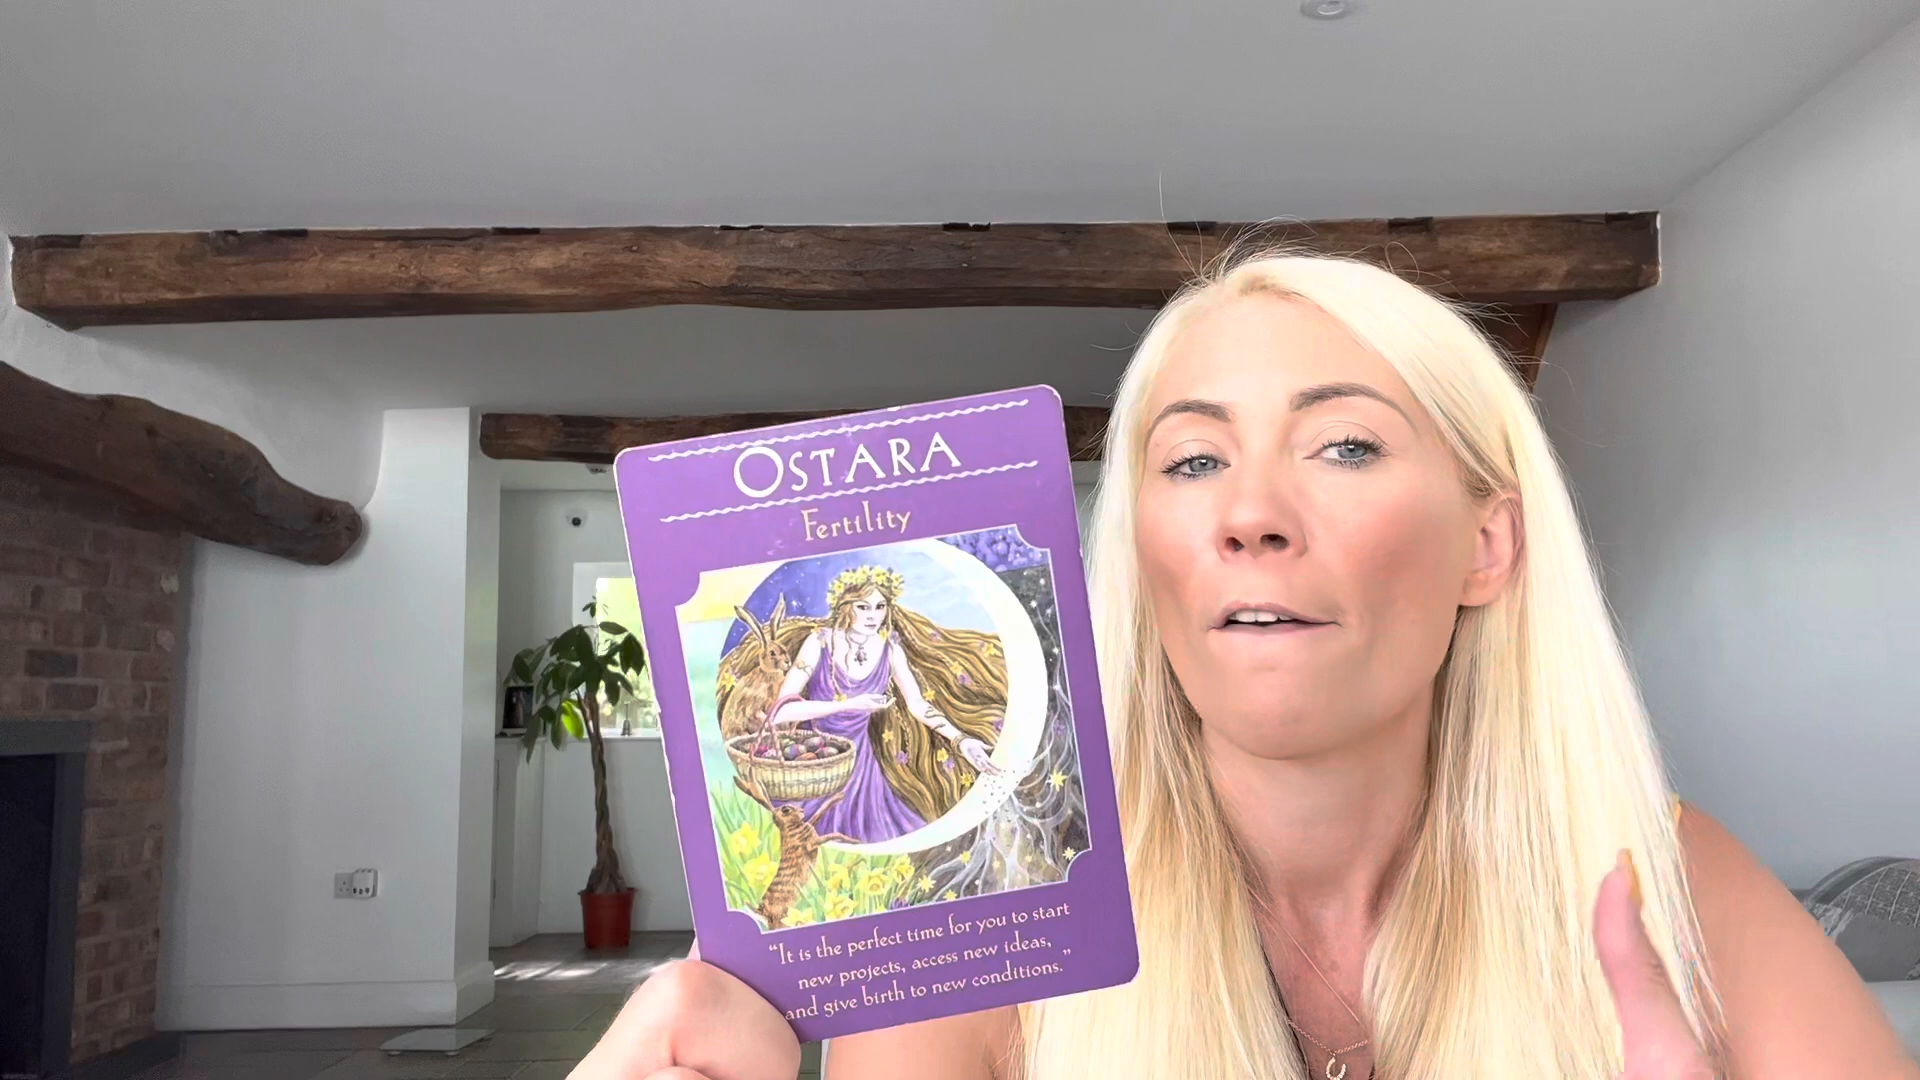 OSTARA
Fertility
“It is the perfect time for you to start
new projects, access new ideas,
and give birth to new conditions.”